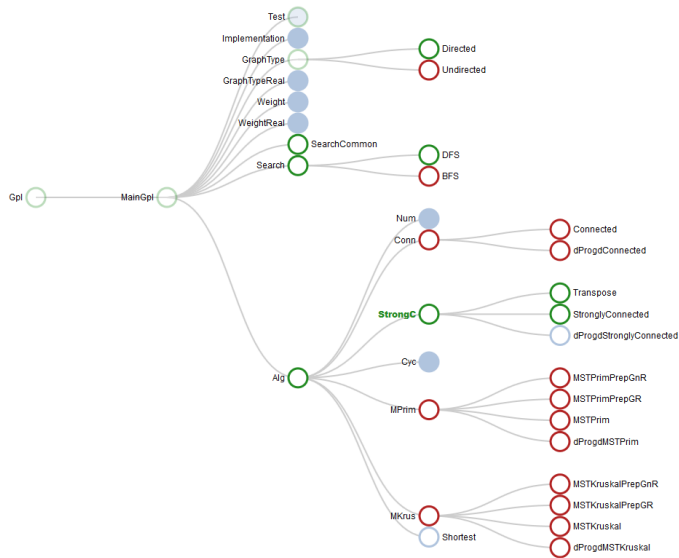 Test
Implementation
GraphType
Directed
Undirected
GraphTypeReal
Weight
WeightReal
SearchCommon
Search
DFS
BFS
Gpl
MainGpl
Num
Conn
Connected
dProgdConnected
StrongC
Transpose
StronglyConnected
dProgdStronglyConnected
Cyc
Alg
MPrim
MSTPrimPrepGnR
MSTPrimPrepGR
MSTPrim
dProgdMSTPrim
MKrus
Shortest
MSTKruskalPrepGnR
MSTKruskalPrepGR
MSTKruskal
dProgdMSTKruskal